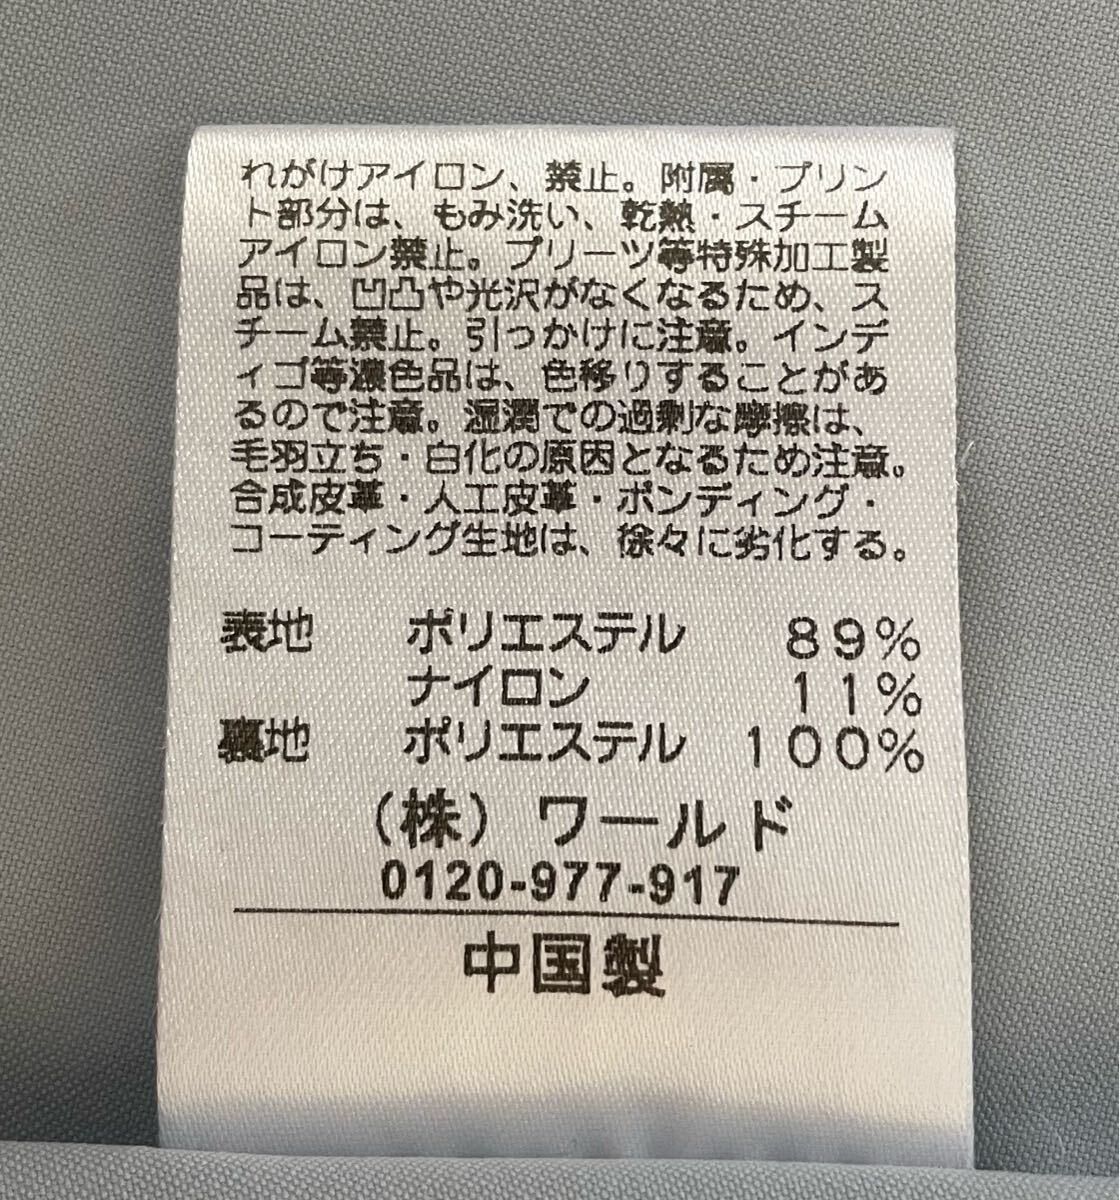 れがけアイロン、禁止。附属・プリン
ト部分は、もみ洗い、乾熱・スチーム
アイロン禁止。プリーツ等特殊加工製
品は、凹凸や光沢がなくなるため、ス
チーム禁止。引っかけに注意。インデ
ィゴ等濃色品は、色移りすることがあ
るので注意。湿潤での過剰な摩擦は、
毛羽立ち・白化の原因となるため注意。
合成皮革・人工皮革・ボンディング・
コーティング生地は、徐々に劣化する。
表地 ポリエステル 89%
ナイロン 11%
裏地 ポリエステル 100%
(株) ワールド
0120-977-917
中国製